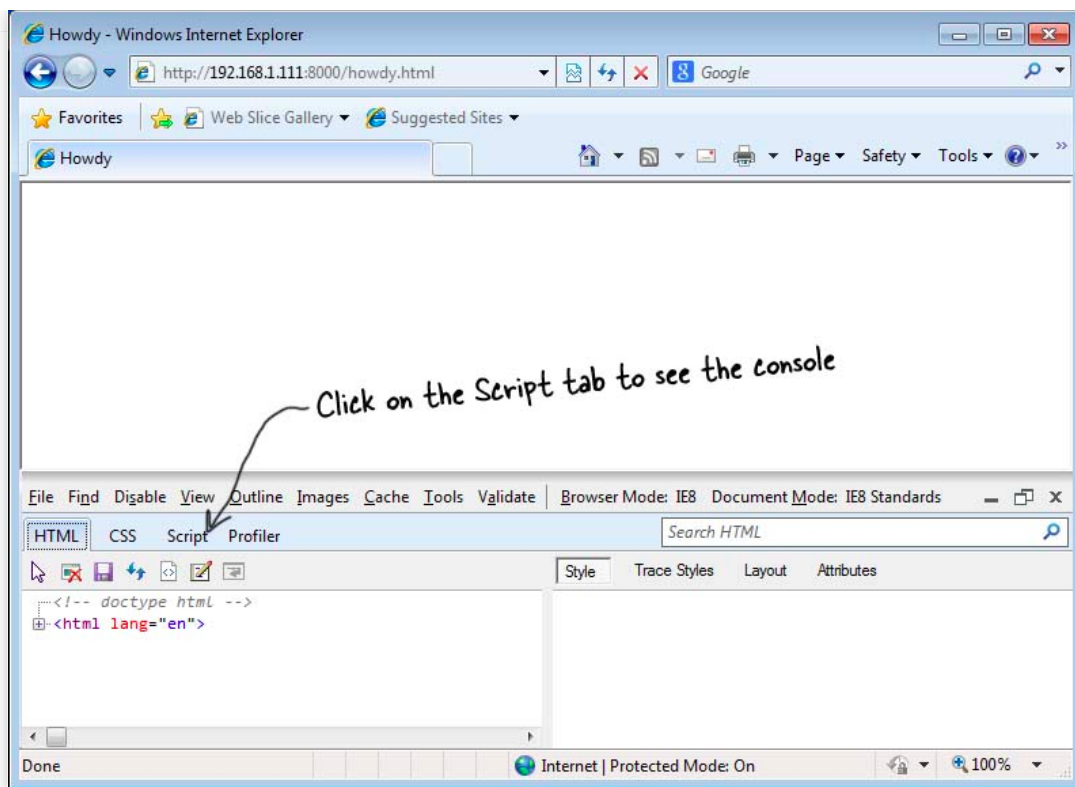 Howdy - Windows Internet Explorer
http://192.168.1.111:8000/howdy.html Google
Favorites Web Slice Gallery Suggested Sites
Howdy Page Safety Tools
Click on the Script tab to see the console
File Find Disable View Outline Images Cache Tools Validate Browser Mode: IE8 Document Mode: IE8 Standards
HTML CSS Script Profiler Search HTML
Style Trace Styles Layout Attributes
<!-- doctype html -->
<html lang="en">
Done Internet | Protected Mode: On 100%